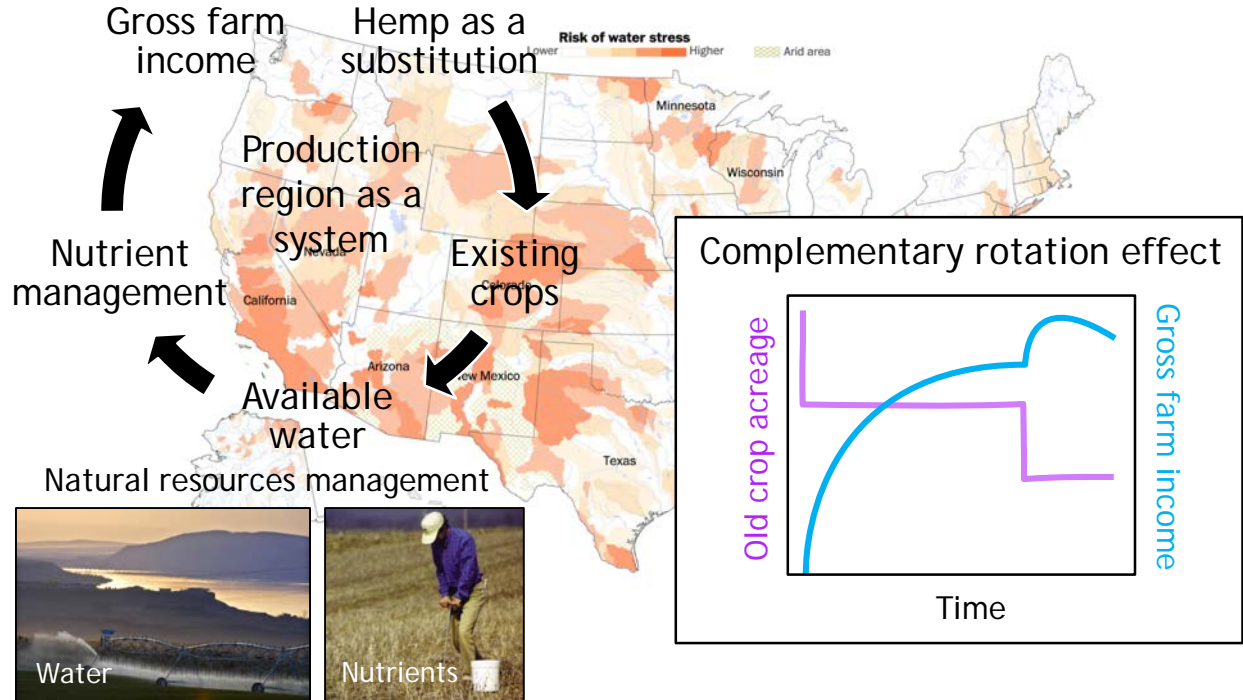 Gross farm
income
Hemp as a
substitution
Risk of water stress
Lower
Higher
Arid area
Minnesota
Wisconsin
Production
region as a
system
Nevada
Nutrient
management
California
Existing
crops
Colorado
Arizona
New Mexico
Available
water
Texas
Natural resources management
Water
Nutrients
Complementary rotation effect
Old crop acreage
Gross farm income
Time